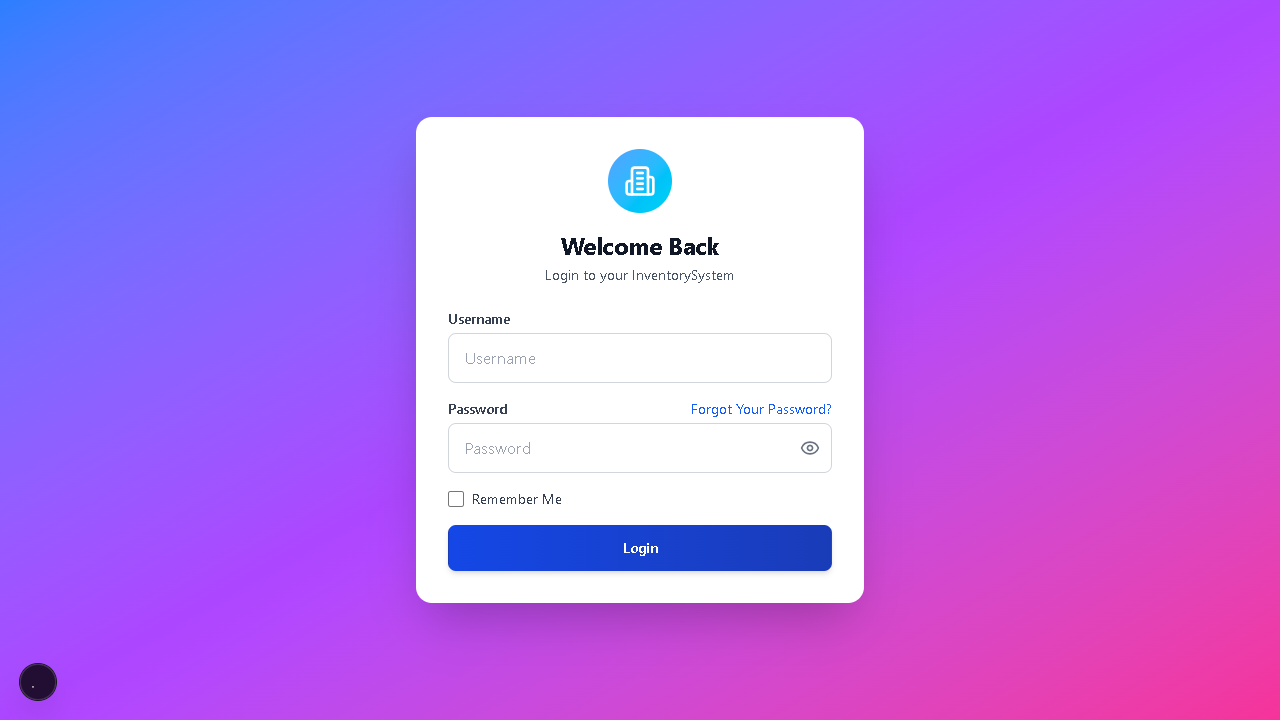 Welcome Back
Login to your InventorySystem
Username
Username
Password Forgot Your Password?
Password
Remember Me
Login